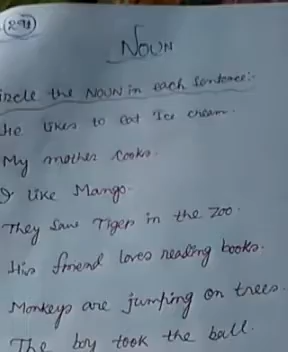 NOUN
ircle the NOUN in each Sentence:-
He likes to eat Ice cream.
My mother Cooks.
I like Mango.
They Saw Tiger in the Zoo.
His friend loves reading books.
Monkeys are jumping on trees.
The boy took the ball.